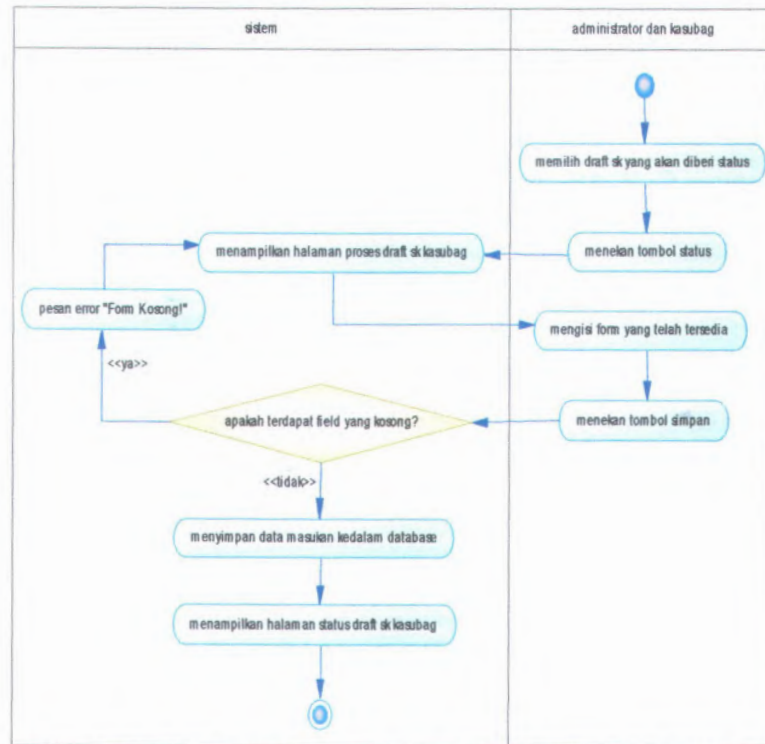 sistem
administrator dan kasubag
memilih draft sk yang akan diberi status
menekan tombol status
menampilkan halaman proses draft sk kasubag
pesan error "Form Kosong!"
mengisi form yang telah tersedia
<<ya>>
apakah terdapat field yang kosong?
menekan tombol simpan
<<tidak>>
menyimpan data masukan kedalam database
menampilkan halaman status draft sk kasubag